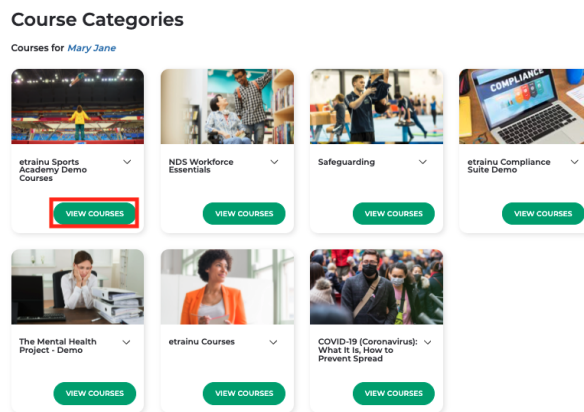 Course Categories
Courses for Mary Jane
COMPLIANCE
etrainu Sports
Academy Demo
Courses
NDS Workforce
Essentials
Safeguarding
etrainu Compliance
Suite Demo
VIEW COURSES
VIEW COURSES
VIEW COURSES
VIEW COURSES
The Mental Health
Project - Demo
etrainu Courses
COVID-19 (Coronavirus):
What It Is, How to
Prevent Spread
VIEW COURSES
VIEW COURSES
VIEW COURSES